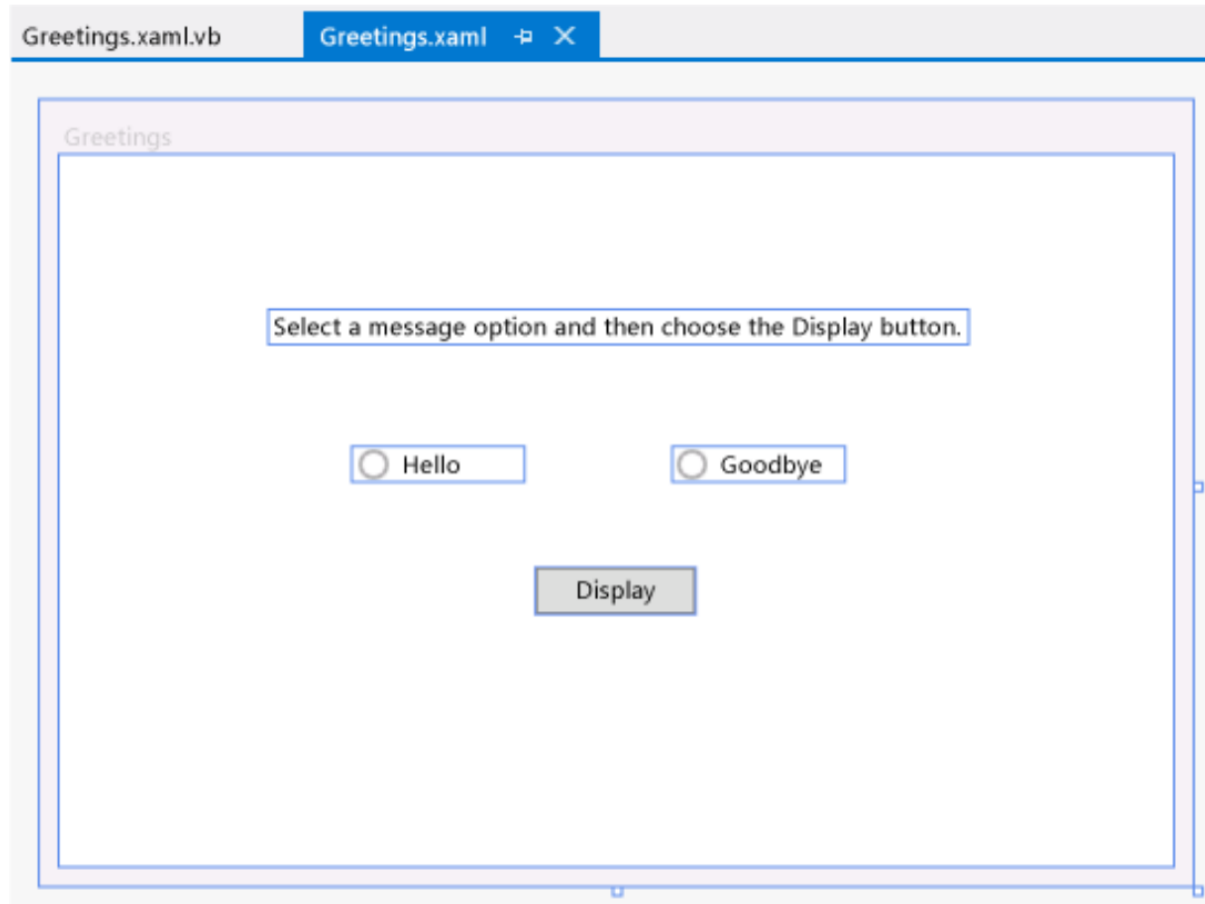 Greetings.xaml.vb Greetings.xaml
Greetings
Select a message option and then choose the Display button.
Hello Goodbye
Display